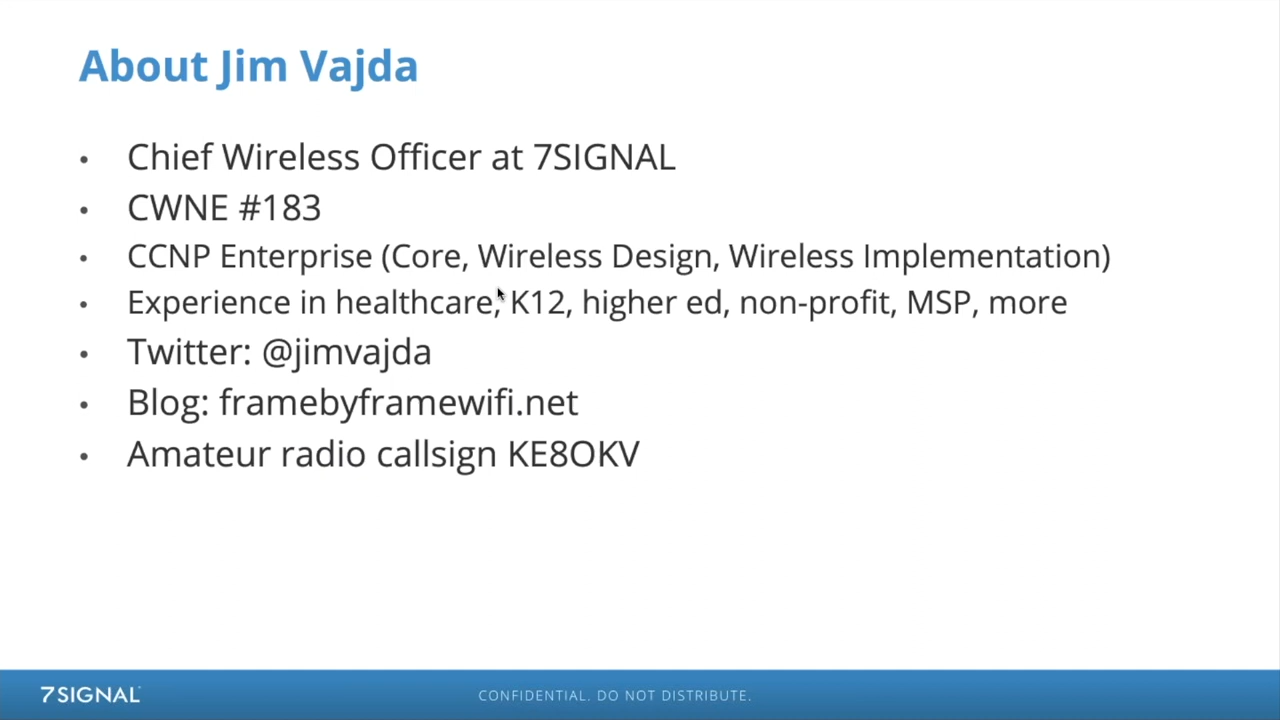 About Jim Vajda
• Chief Wireless Officer at 7SIGNAL
• CWNE #183
• CCNP Enterprise (Core, Wireless Design, Wireless Implementation)
• Experience in healthcare, K12, higher ed, non-profit, MSP, more
• Twitter: @jimvajda
• Blog: framebyframewifi.net
• Amateur radio callsign KE8OKV
7SIGNAL
CONFIDENTIAL. DO NOT DISTRIBUTE.